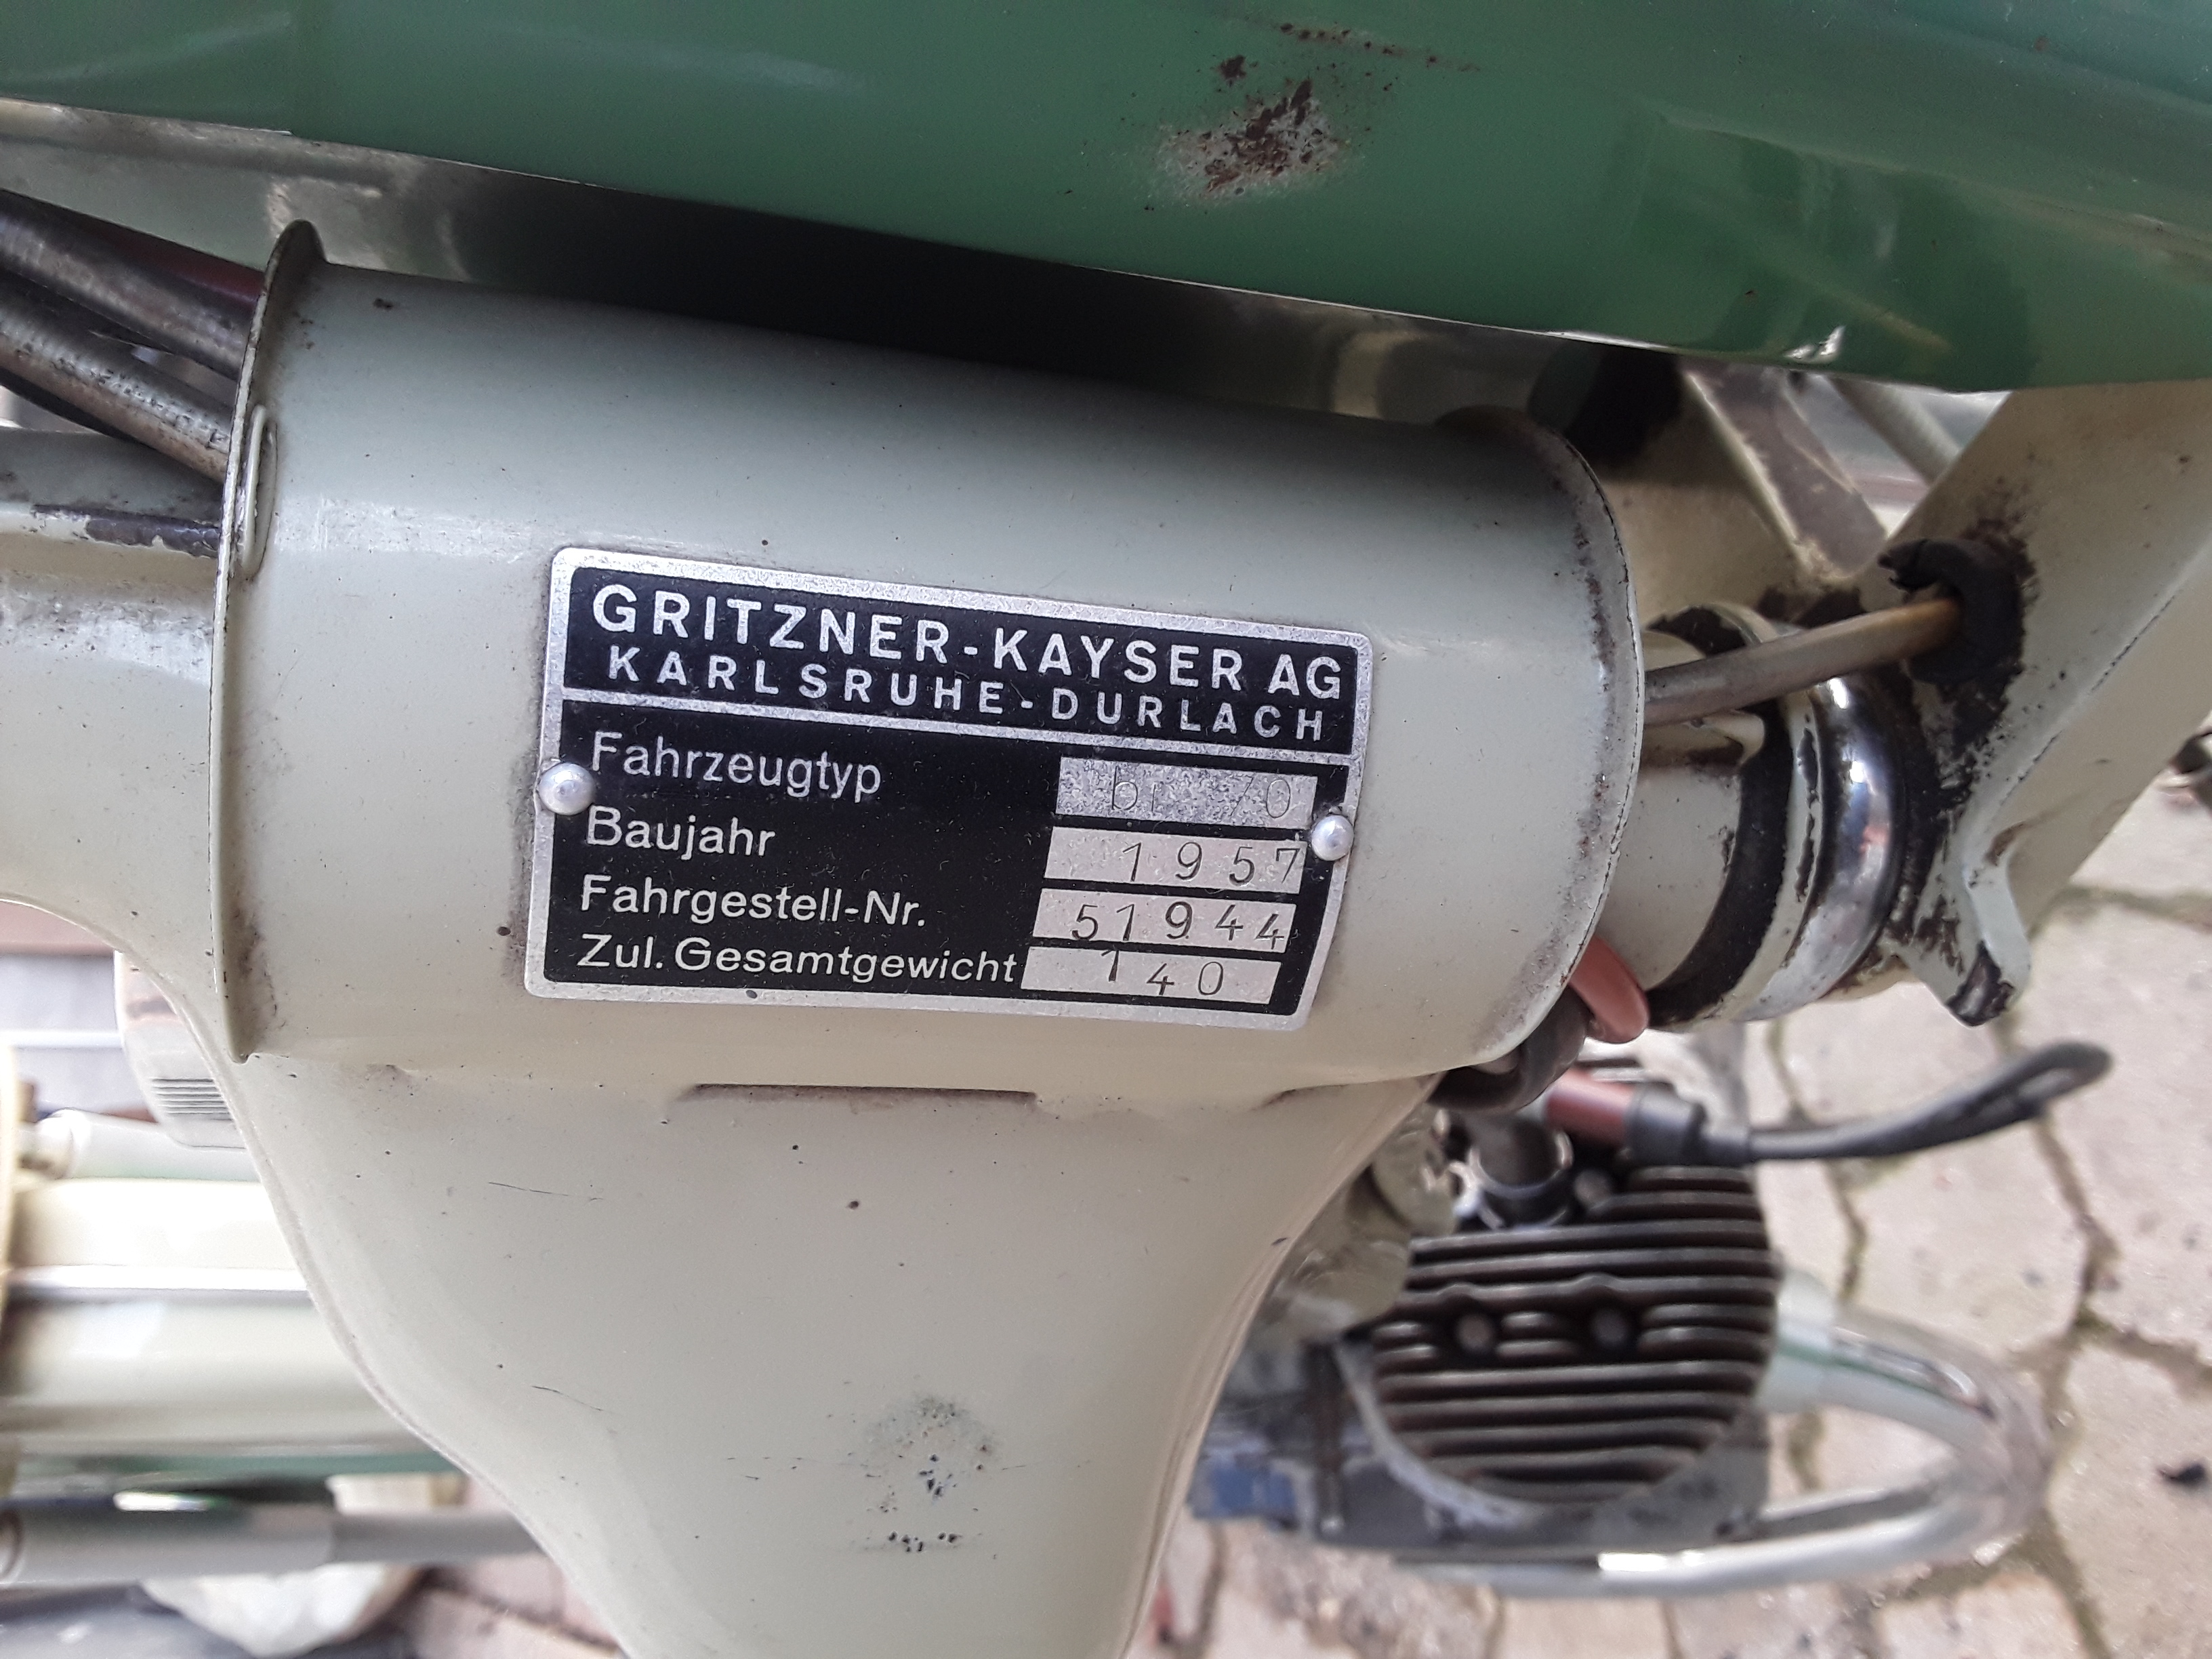 GRITZNER-KAYSER AG
KARLSRUHE-DURLACH
Fahrzeugtyp
Baujahr 1957
Fahrgestell-Nr. 51944
Zul. Gesamtgewicht 140